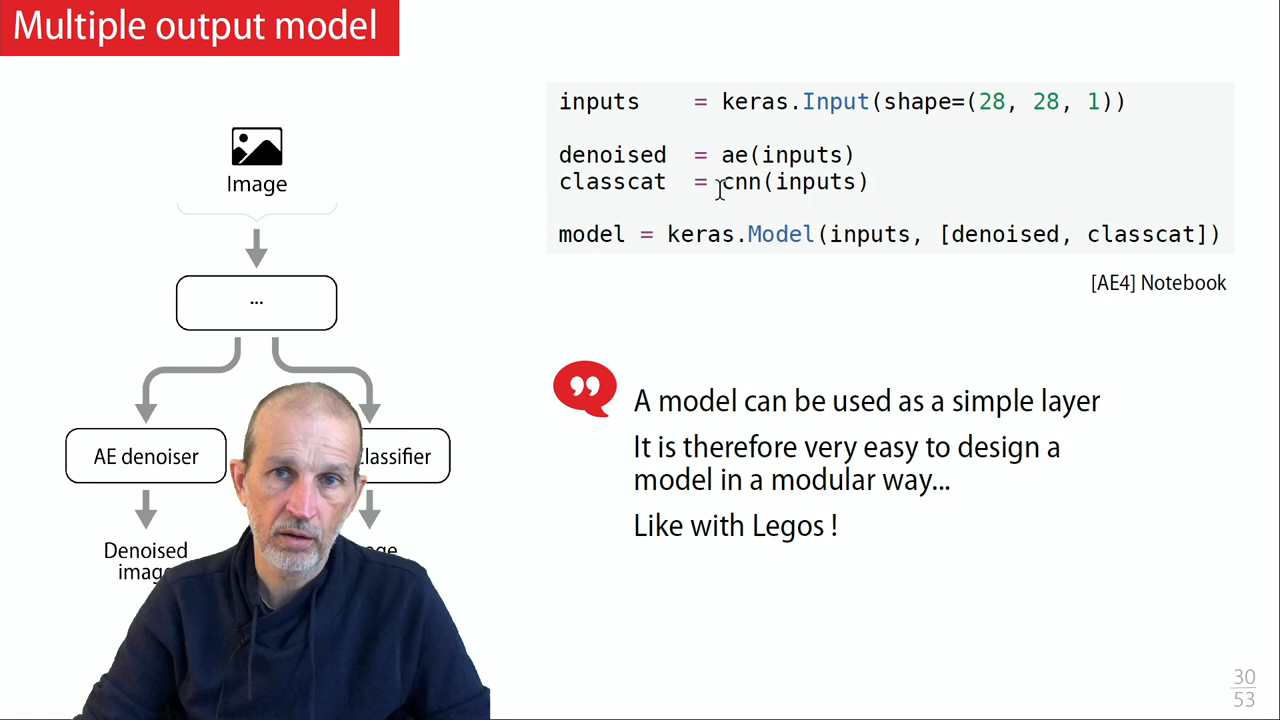 Multiple output model
Image
...
AE denoiser
Denoised
inputs = keras.Input(shape=(28, 28, 1))
denoised = ae(inputs)
classcat = cnn(inputs)
model = keras.Model(inputs, [denoised, classcat])
[AE4] Notebook
A model can be used as a simple layer
It is therefore very easy to design a
model in a modular way...
Like with Legos !
30
53